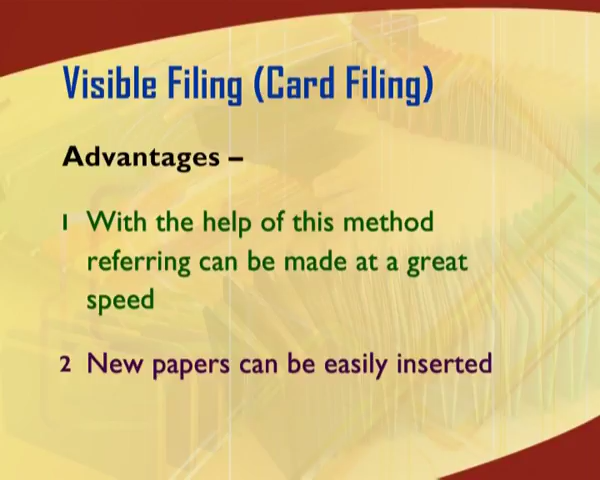 Visible Filing (Card Filing)
Advantages –
1 With the help of this method
referring can be made at a great
speed
2 New papers can be easily inserted